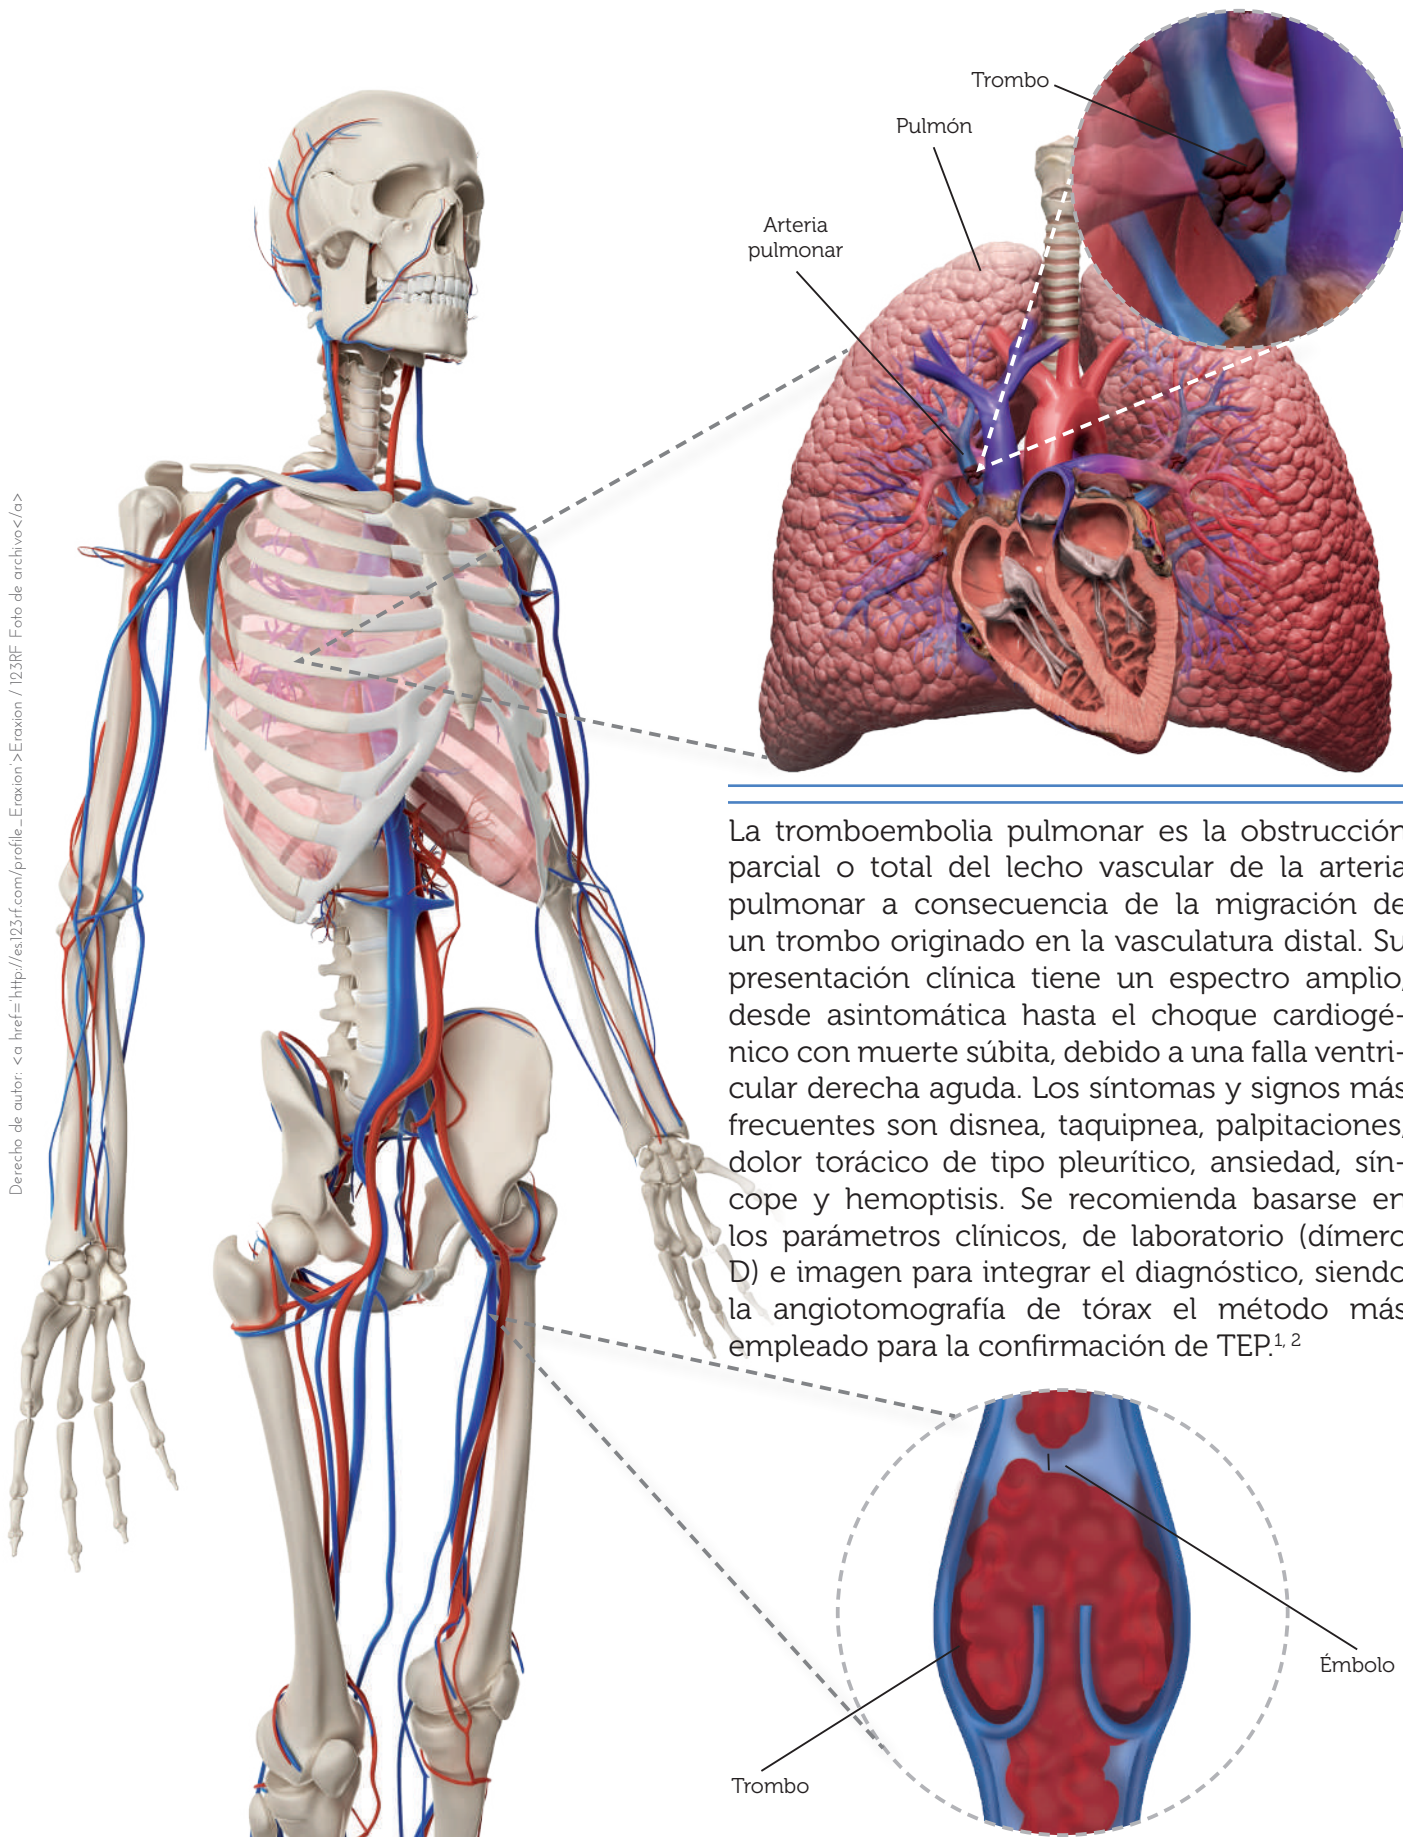 Trombo
Pulmón
Arteria
pulmonar
Derecho de autor: <a href='http://es.123rf.com/profile_Eraxion'>Eraxion / 123RF Foto de archivo</a>
La tromboembolia pulmonar es la obstrucción
parcial o total del lecho vascular de la arteria
pulmonar a consecuencia de la migración de
un trombo originado en la vasculatura distal. Su
presentación clínica tiene un espectro amplio,
desde asintomática hasta el choque cardiogé-
nico con muerte súbita, debido a una falla ventri-
cular derecha aguda. Los síntomas y signos más
frecuentes son disnea, taquipnea, palpitaciones,
dolor torácico de tipo pleurítico, ansiedad, sín-
cope y hemoptisis. Se recomienda basarse en
los parámetros clínicos, de laboratorio (dímero
D) e imagen para integrar el diagnóstico, siendo
la angiotomografía de tórax el método más
empleado para la confirmación de TEP.1, 2
Émbolo
Trombo